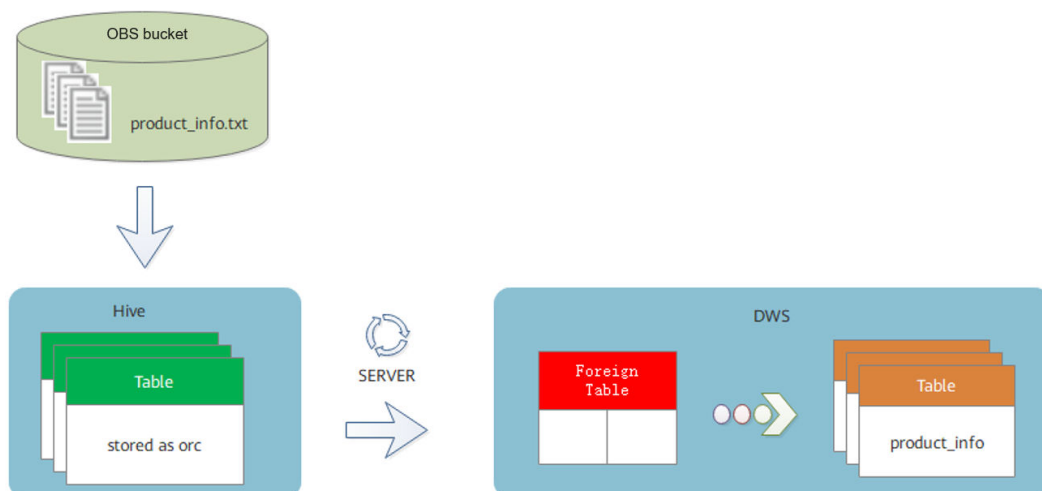 OBS bucket
product_info.txt
Hive
Table
stored as orc
SERVER
DWS
Foreign
Table
Table
product_info